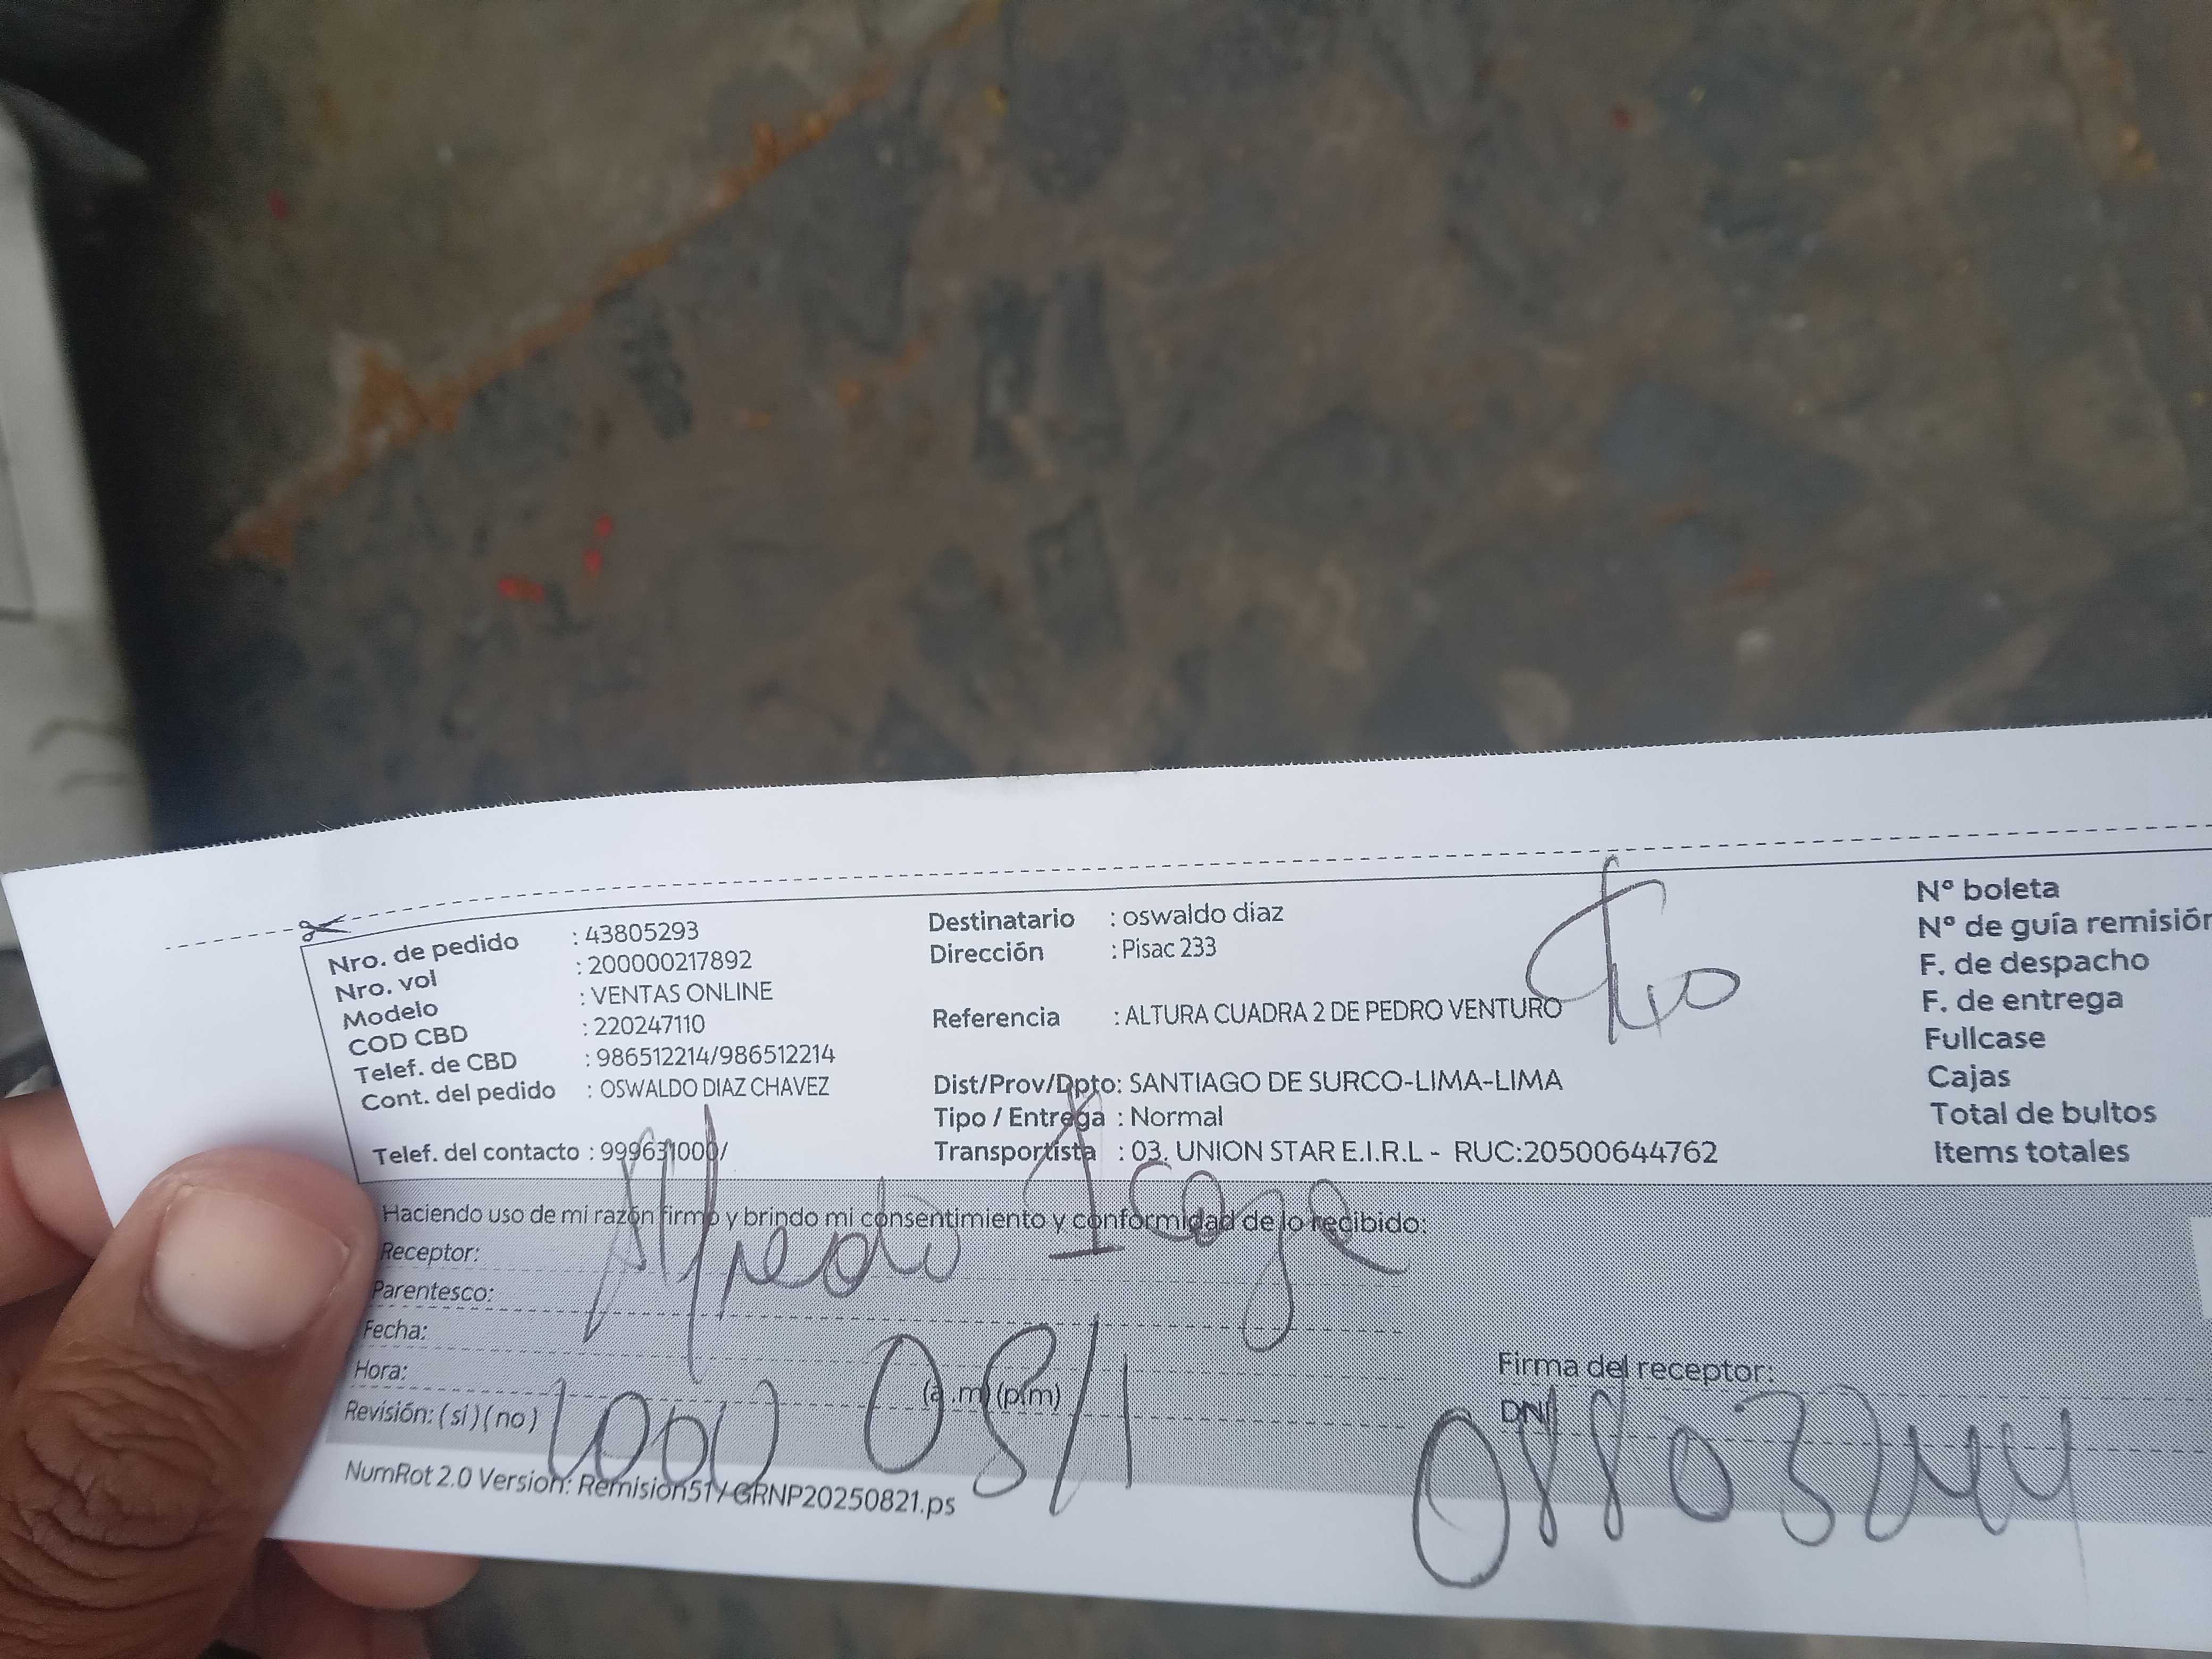 Nro. de pedido : 43805293
Nro. vol : 200000217892
Modelo : VENTAS ONLINE
COD CBD : 220247110
Telef. de CBD : 986512214/986512214
Cont. del pedido : OSWALDO DIAZ CHAVEZ
Telef. del contacto : 999631000/
Destinatario : oswaldo diaz
Dirección : Pisac 233
Referencia : ALTURA CUADRA 2 DE PEDRO VENTURO
Dist/Prov/Dpto: SANTIAGO DE SURCO-LIMA-LIMA
Tipo / Entrega : Normal
Transportista : 03. UNION STAR E.I.R.L - RUC:20500644762
N° boleta
N° de guía remisión
F. de despacho
F. de entrega
Fullcase
Cajas
Total de bultos
Items totales
Haciendo uso de mi razón firmo y brindo mi consentimiento y conformidad de lo recibido:
Receptor: Alfredo
Parentesco:
Fecha:
Hora: (a.m) (p.m)
Revisión: (si) (no)
Firma del receptor:
DNI
NumRot 2.0 Version: Remision51 / GRNP20250821.ps